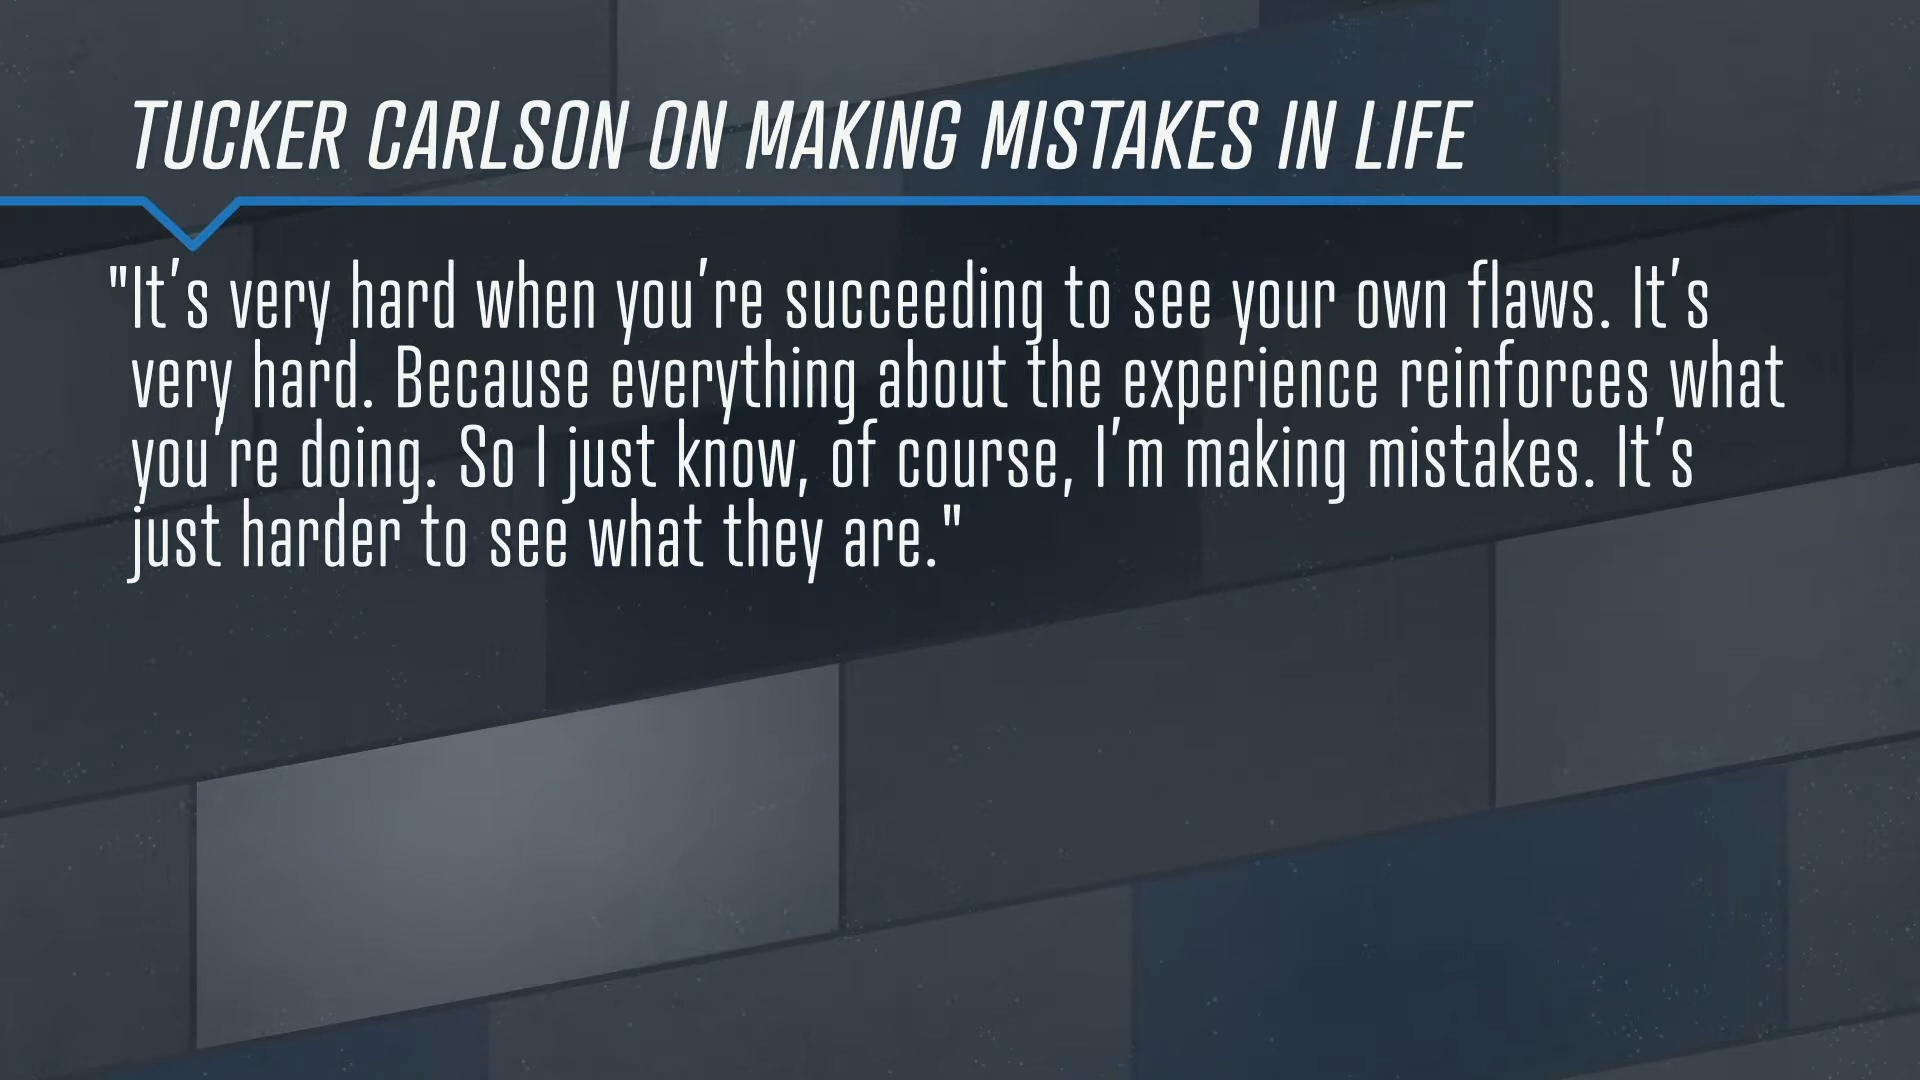 TUCKER CARLSON ON MAKING MISTAKES IN LIFE
"It's very hard when you're succeeding to see your own flaws. It's
very hard. Because everything about the experience reinforces what
you're doing. So I just know, of course, I'm making mistakes. It's
just harder to see what they are."